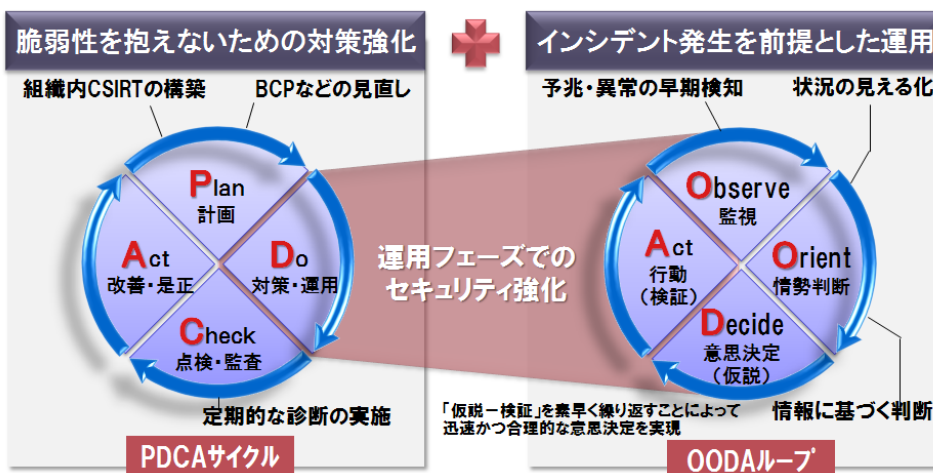 脆弱性を抱えないための対策強化
組織内CSIRTの構築
BCPなどの見直し
Plan
計画
Act
改善・是正
Do
対策・運用
Check
点検・監査
定期的な診断の実施
PDCAサイクル
運用フェーズでの
セキュリティ強化
インシデント発生を前提とした運用
予兆・異常の早期検知
状況の見える化
Observe
監視
Act
行動
(検証)
Orient
情勢判断
Decide
意思決定
(仮説)
「仮説-検証」を素早く繰り返すことによって
迅速かつ合理的な意思決定を実現
情報に基づく判断
OODAループ